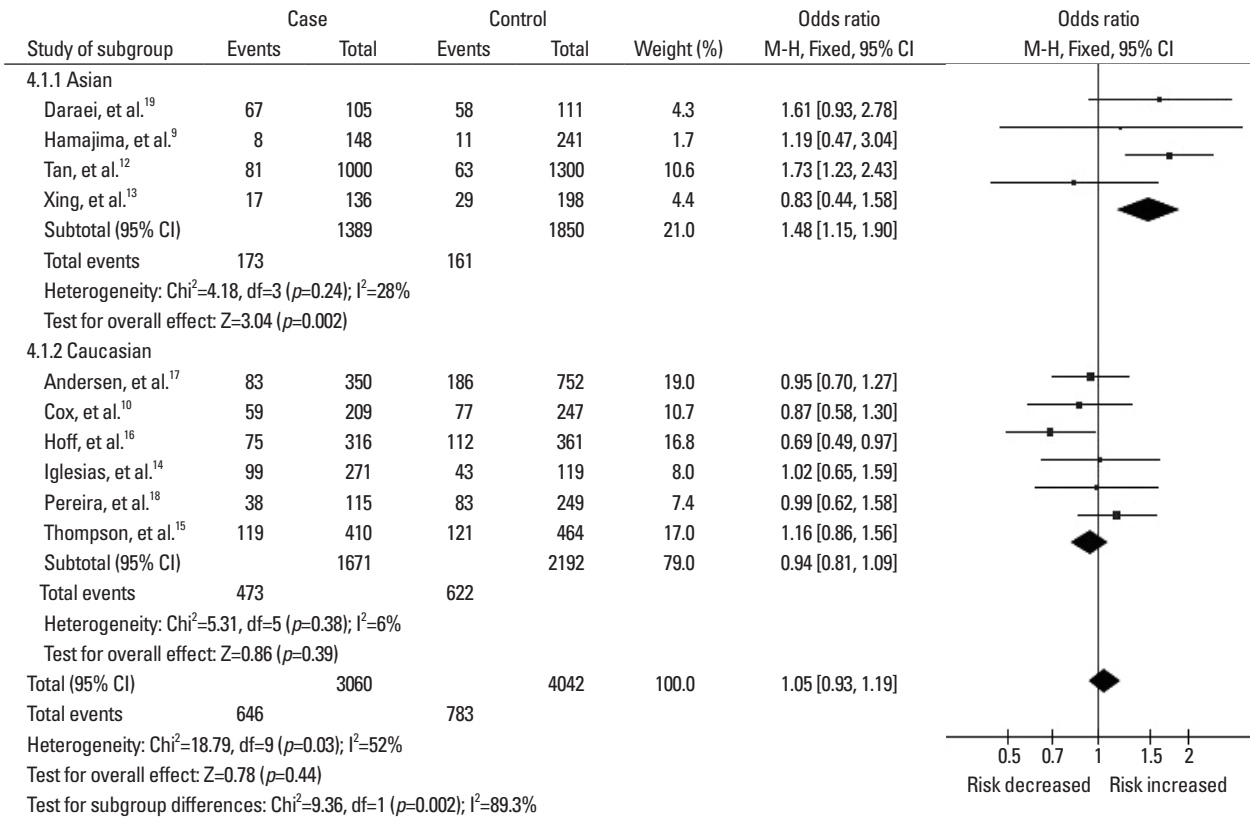 Case Control Odds ratio Odds ratio
Study of subgroup Events Total Events Total Weight (%) M-H, Fixed, 95% CI M-H, Fixed, 95% CI
4.1.1 Asian
Daraei, et al.19 67 105 58 111 4.3 1.61 [0.93, 2.78]
Hamajima, et al.9 8 148 11 241 1.7 1.19 [0.47, 3.04]
Tan, et al.12 81 1000 63 1300 10.6 1.73 [1.23, 2.43]
Xing, et al.13 17 136 29 198 4.4 0.83 [0.44, 1.58]
Subtotal (95% CI) 1389 1850 21.0 1.48 [1.15, 1.90]
Total events 173 161
Heterogeneity: Chi2=4.18, df=3 (p=0.24); I2=28%
Test for overall effect: Z=3.04 (p=0.002)
4.1.2 Caucasian
Andersen, et al.17 83 350 186 752 19.0 0.95 [0.70, 1.27]
Cox, et al.10 59 209 77 247 10.7 0.87 [0.58, 1.30]
Hoff, et al.16 75 316 112 361 16.8 0.69 [0.49, 0.97]
Iglesias, et al.14 99 271 43 119 8.0 1.02 [0.65, 1.59]
Pereira, et al.18 38 115 83 249 7.4 0.99 [0.62, 1.58]
Thompson, et al.15 119 410 121 464 17.0 1.16 [0.86, 1.56]
Subtotal (95% CI) 1671 2192 79.0 0.94 [0.81, 1.09]
Total events 473 622
Heterogeneity: Chi2=5.31, df=5 (p=0.38); I2=6%
Test for overall effect: Z=0.86 (p=0.39)
Total (95% CI) 3060 4042 100.0 1.05 [0.93, 1.19]
Total events 646 783
Heterogeneity: Chi2=18.79, df=9 (p=0.03); I2=52%
Test for overall effect: Z=0.78 (p=0.44)
Test for subgroup differences: Chi2=9.36, df=1 (p=0.002); I2=89.3%
0.5 0.7 1 1.5 2
Risk decreased Risk increased